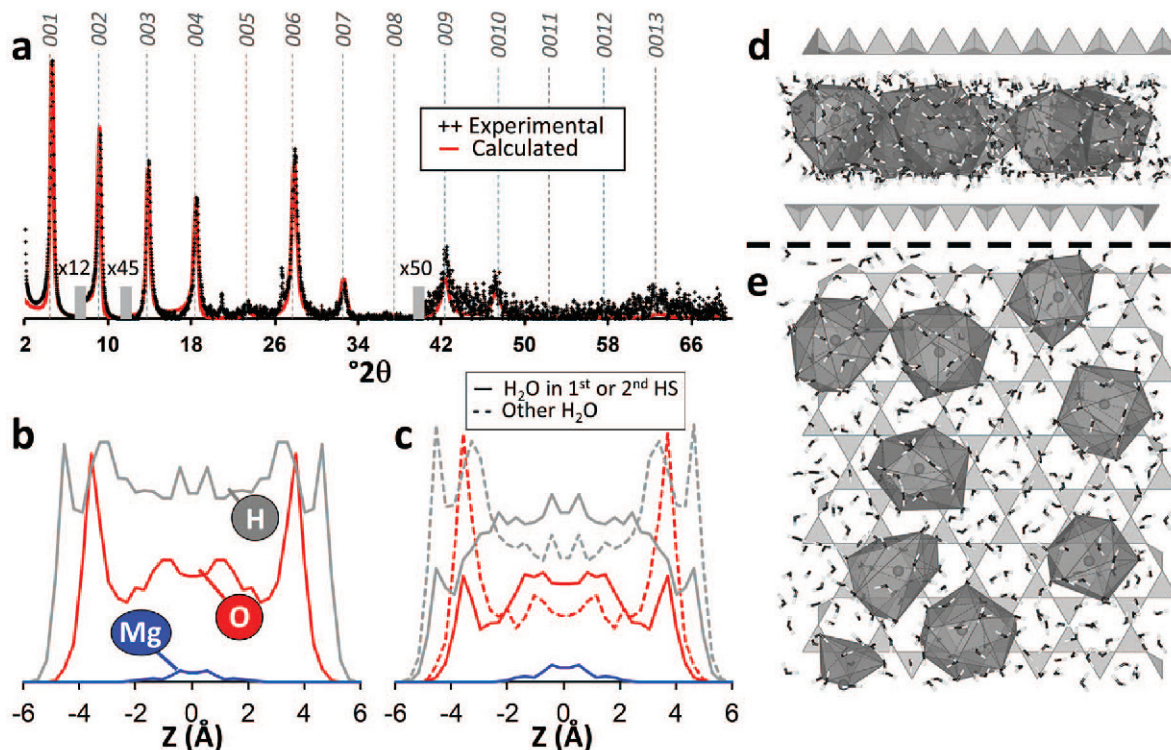 a
001
002
003
004
005
006
007
008
009
0010
0011
0012
0013
++ Experimental
Calculated
x12
x45
x50
2
10
18
26
34
42
50
58
66
°2θ
d
e
b
H
O
Mg
-6
-4
-2
0
2
4
6
Z (Å)
c
H₂O in 1ˢᵗ or 2ⁿᵈ HS
Other H₂O
-6
-4
-2
0
2
4
6
Z (Å)